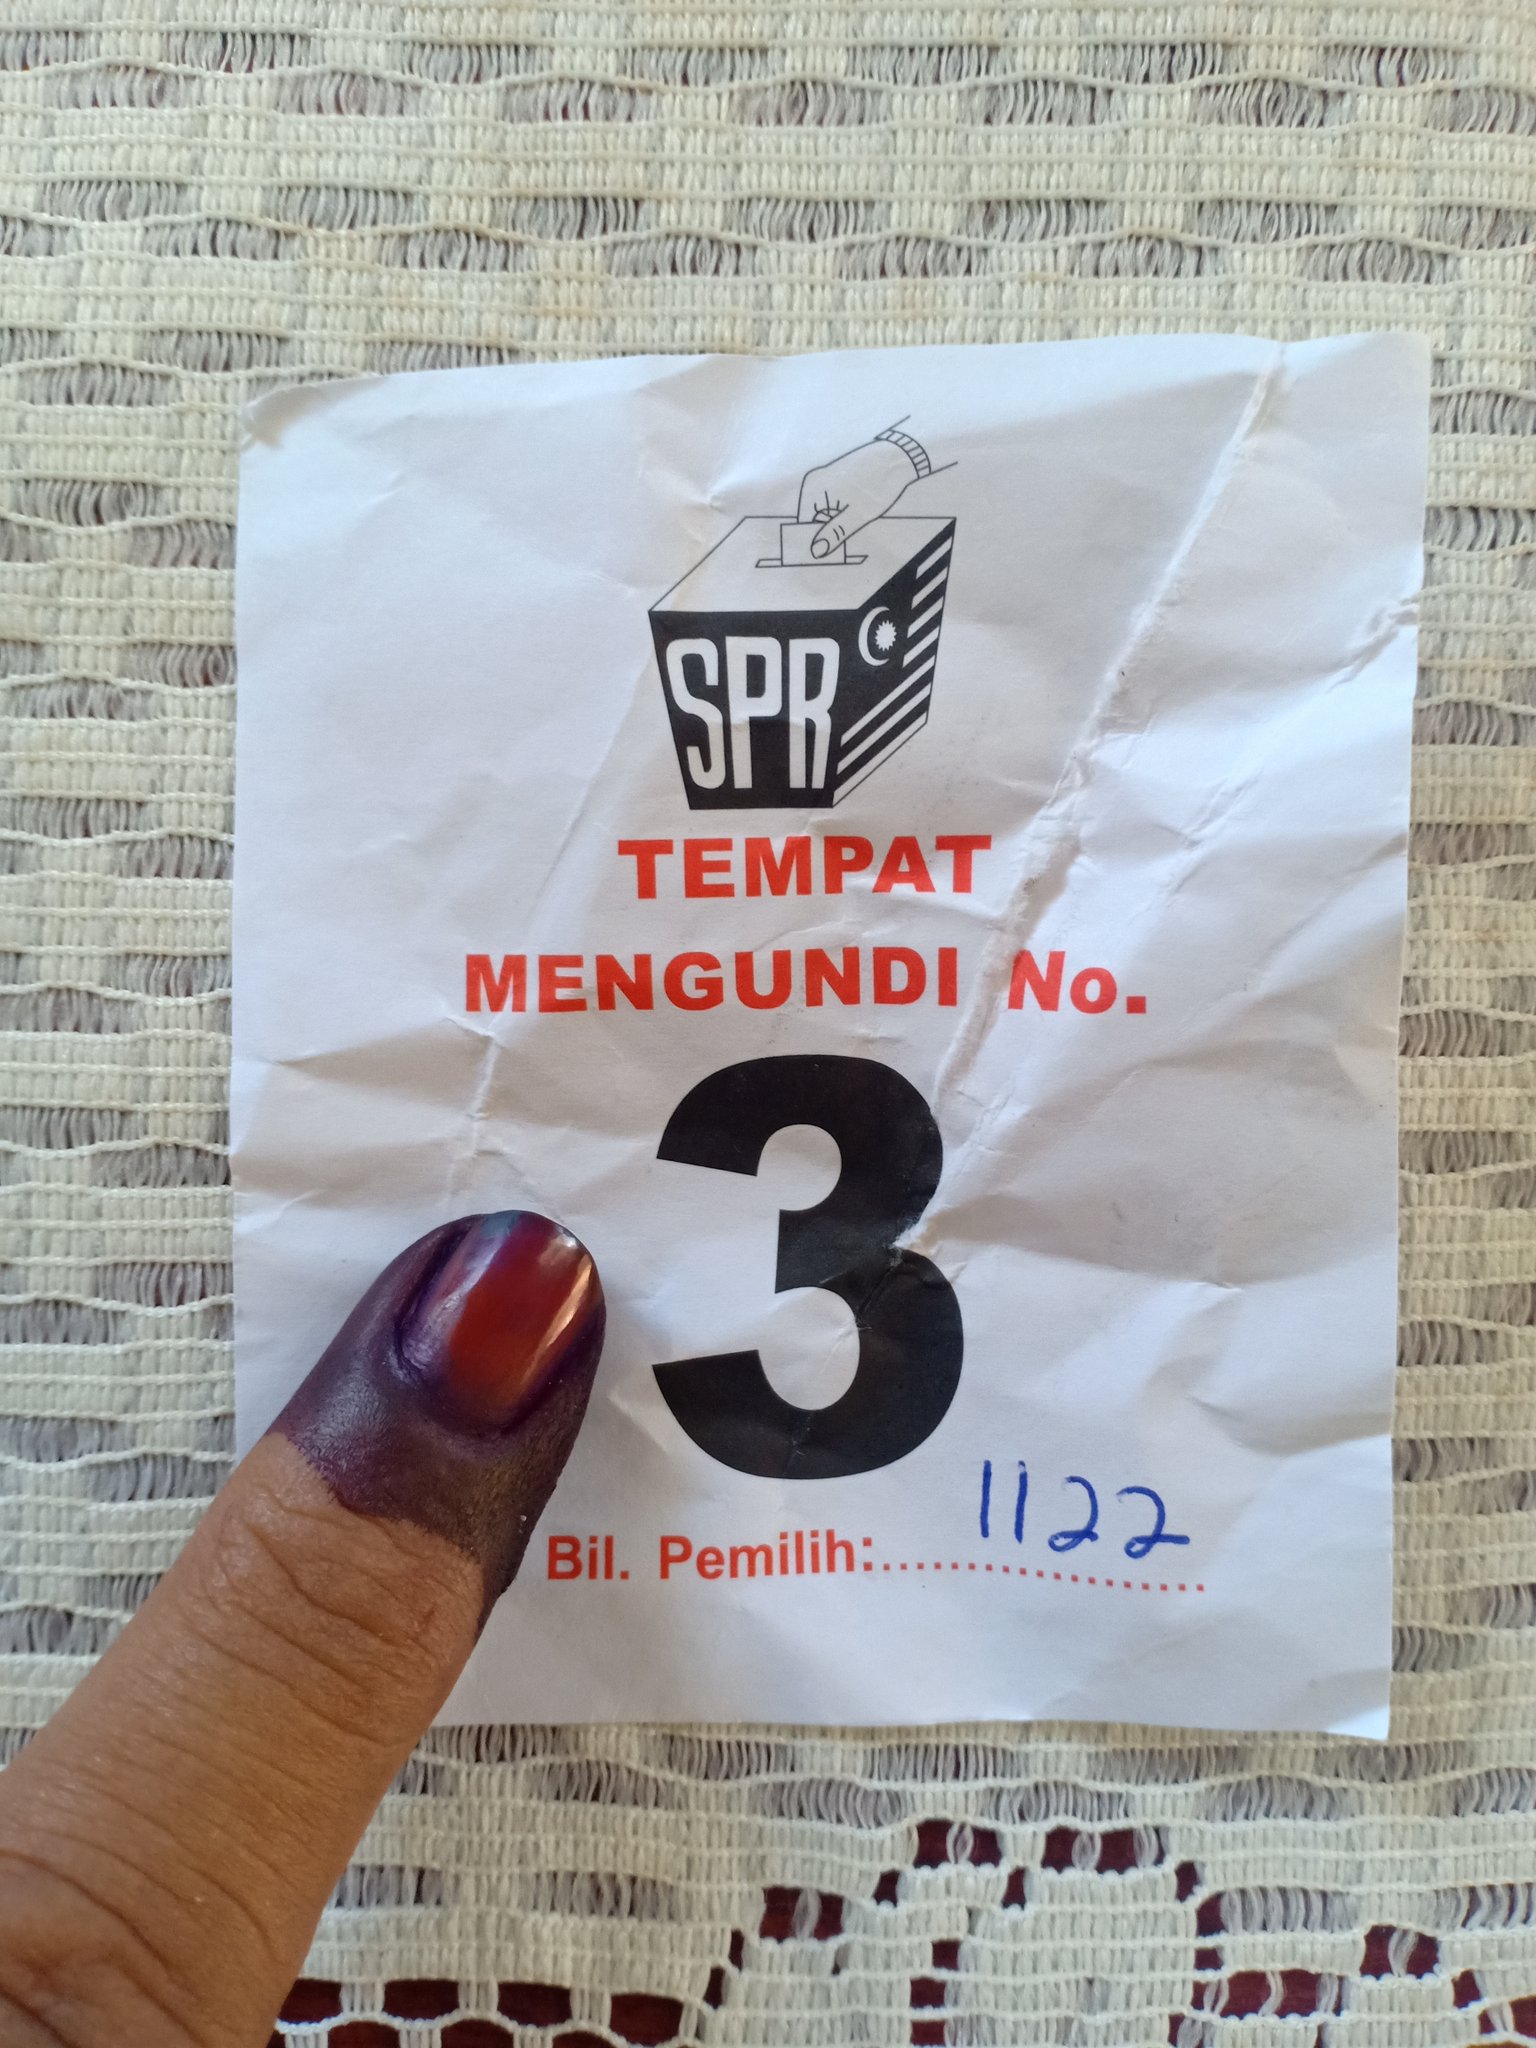 SPR
TEMPAT
MENGUNDI No.
3
1122
Bil. Pemilih:....................